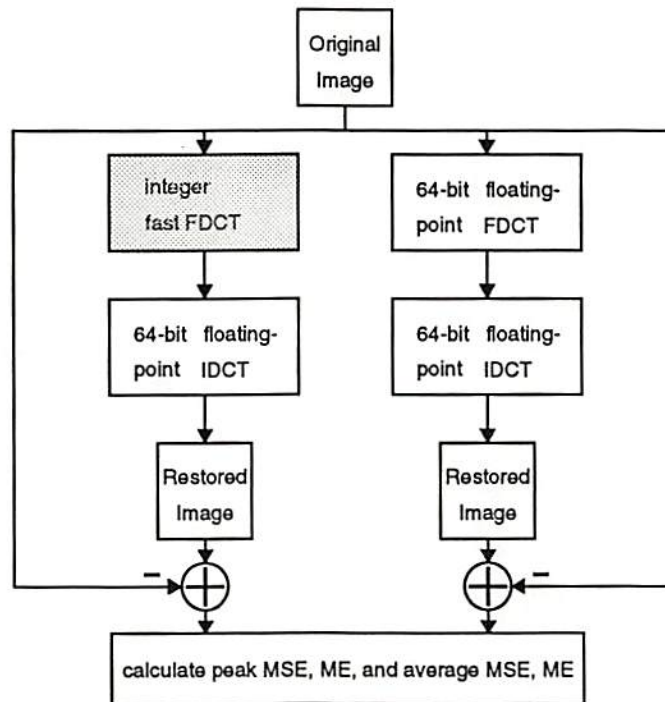 Original
Image
integer
fast FDCT
64-bit floating-
point FDCT
64-bit floating-
point IDCT
64-bit floating-
point IDCT
Restored
Image
Restored
Image
−
−
calculate peak MSE, ME, and average MSE, ME